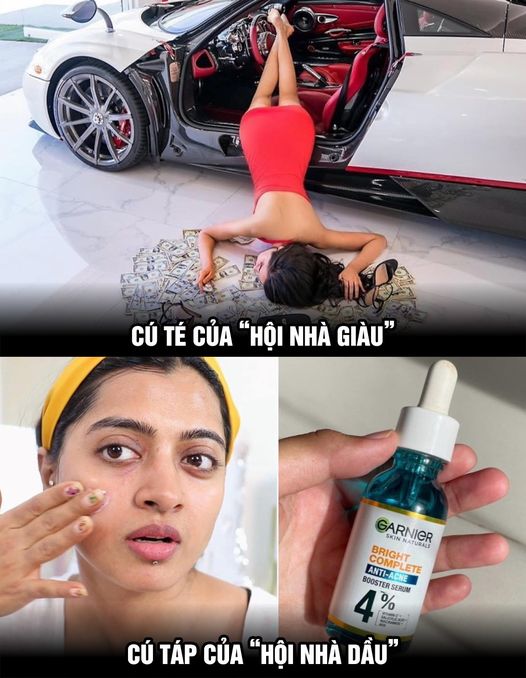 CÚ TÉ CỦA “HỘI NHÀ GIÀU”
GARNIER
SKIN NATURALS
BRIGHT
COMPLETE
ANTI-ACNE
BOOSTER SERUM
4%
CÚ TÁP CỦA “HỘI NHÀ DẦU”